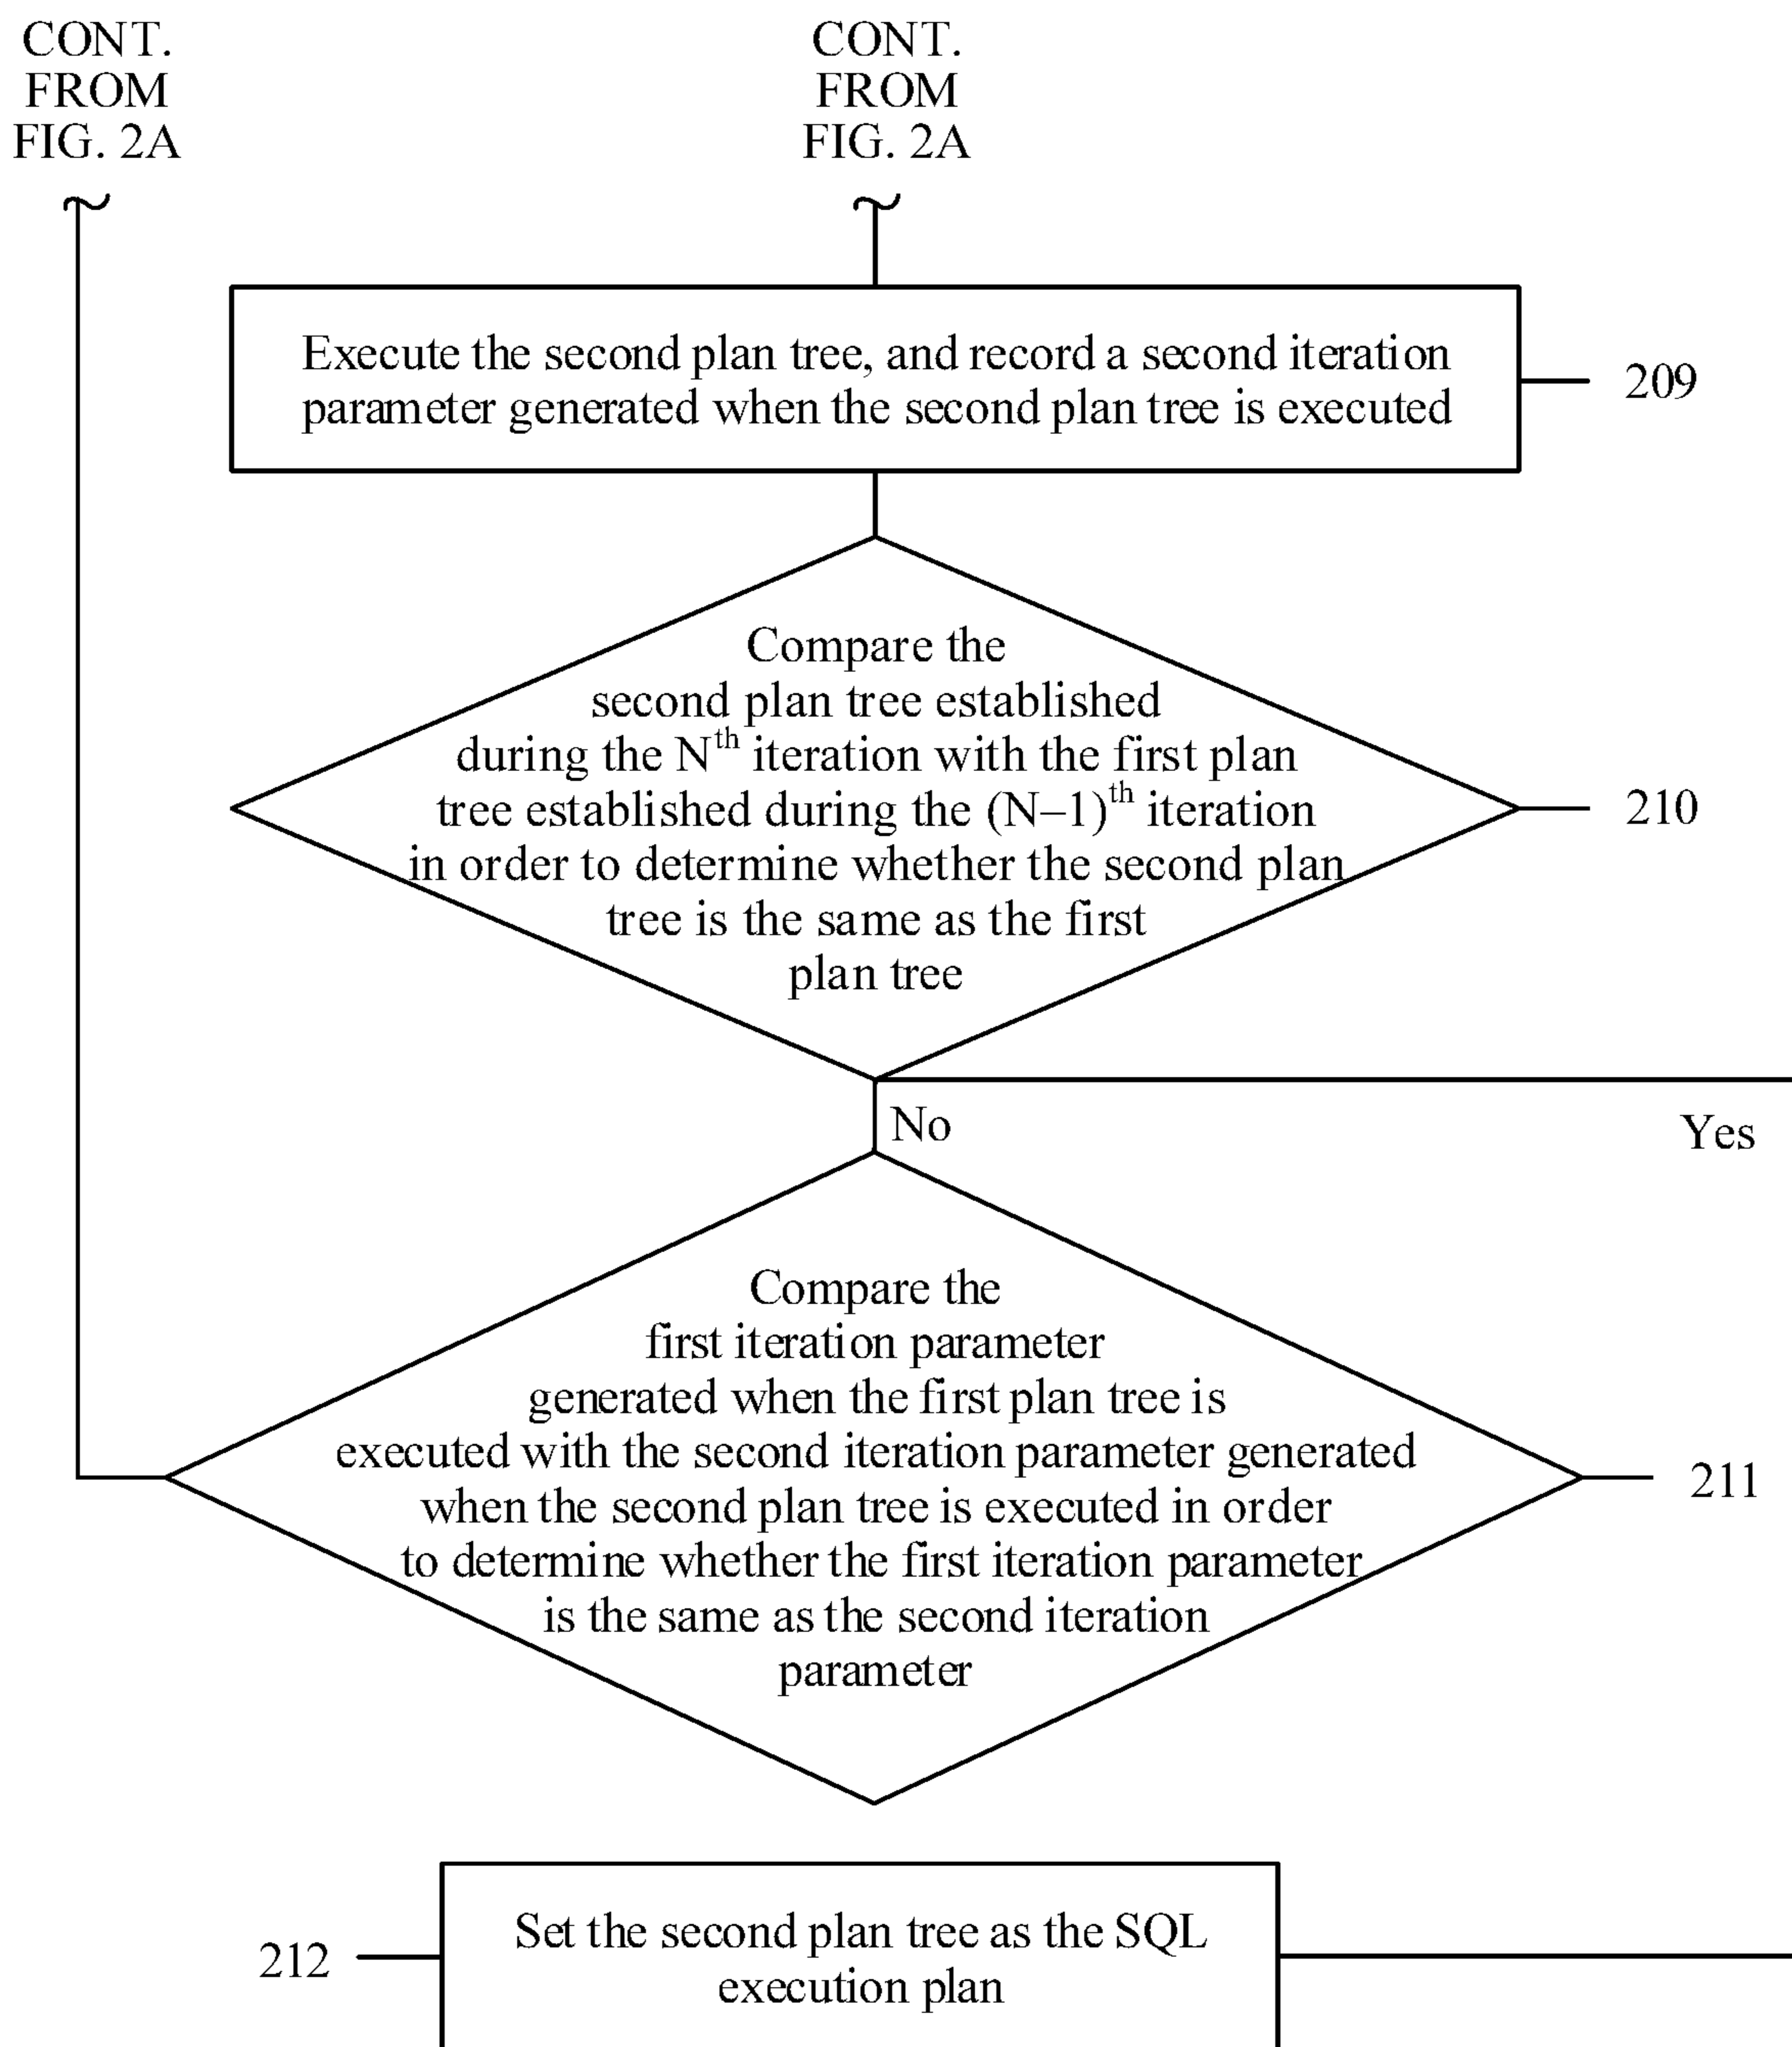 CONT.
FROM
FIG. 2A
CONT.
FROM
FIG. 2A
Execute the second plan tree, and record a second iteration
parameter generated when the second plan tree is executed
209
Compare the
second plan tree established
during the Nth iteration with the first plan
tree established during the (N–1)th iteration
in order to determine whether the second plan
tree is the same as the first
plan tree
210
No
Yes
Compare the
first iteration parameter
generated when the first plan tree is
executed with the second iteration parameter generated
when the second plan tree is executed in order
to determine whether the first iteration parameter
is the same as the second iteration
parameter
211
212
Set the second plan tree as the SQL
execution plan